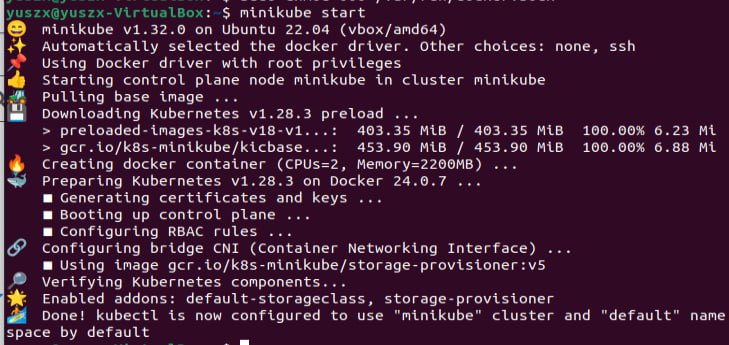 yuszx@yuszx-VirtualBox:~$ minikube start
😄 minikube v1.32.0 on Ubuntu 22.04 (vbox/amd64)
✨ Automatically selected the docker driver. Other choices: none, ssh
📌 Using Docker driver with root privileges
👍 Starting control plane node minikube in cluster minikube
🚜 Pulling base image ...
💾 Downloading Kubernetes v1.28.3 preload ...
> preloaded-images-k8s-v18-v1...: 403.35 MiB / 403.35 MiB 100.00% 6.23 Mi
> gcr.io/k8s-minikube/kicbase...: 453.90 MiB / 453.90 MiB 100.00% 6.88 Mi
🔥 Creating docker container (CPUs=2, Memory=2200MB) ...
🐳 Preparing Kubernetes v1.28.3 on Docker 24.0.7 ...
■ Generating certificates and keys ...
■ Booting up control plane ...
■ Configuring RBAC rules ...
🔗 Configuring bridge CNI (Container Networking Interface) ...
■ Using image gcr.io/k8s-minikube/storage-provisioner:v5
🔎 Verifying Kubernetes components...
🌟 Enabled addons: default-storageclass, storage-provisioner
🏄 Done! kubectl is now configured to use "minikube" cluster and "default" name
space by default